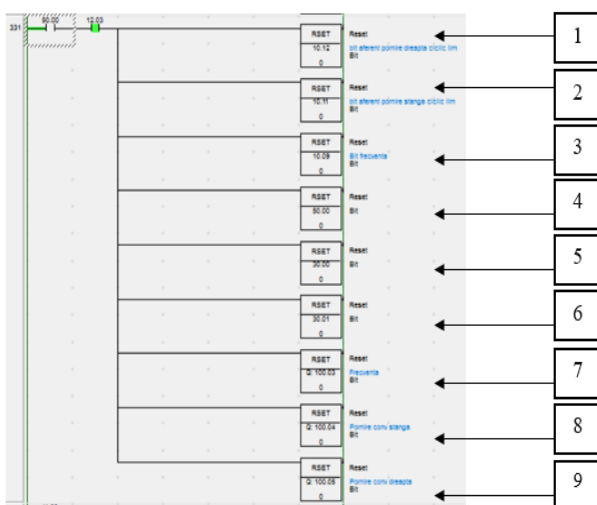 90.00 12.03
331
RSET Reset 1
10.12 bit aferent pornire dreapta ciclic lim
Bit
0
RSET Reset 2
10.11 bit aferent pornire stanga ciclic lim
Bit
0
RSET Reset 3
10.09 Bit frecventa
Bit
0
RSET Reset 4
Bit
0
RSET Reset 5
30.00 Bit
0
RSET Reset 6
30.01 Bit
0
RSET Reset 7
Q: 100.03 Frecventa
Bit
0
RSET Reset 8
Q: 100.04 Pornire conv stanga
Bit
0
RSET Reset 9
Q: 100.05 Pornire conv dreapta
Bit
0